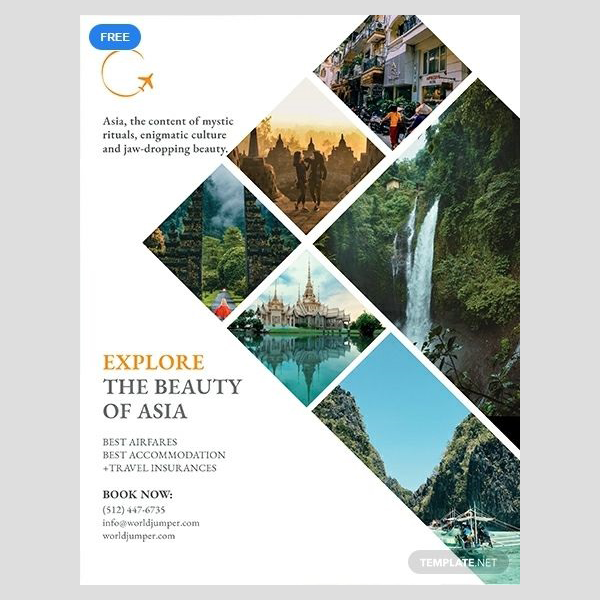 FREE
Asia, the content of mystic
rituals, enigmatic culture
and jaw-dropping beauty.
EXPLORE
THE BEAUTY
OF ASIA
BEST AIRFARES
BEST ACCOMMODATION
+TRAVEL INSURANCES
BOOK NOW:
(512) 447-6735
info@worldjumper.com
worldjumper.com
TEMPLATE.NET